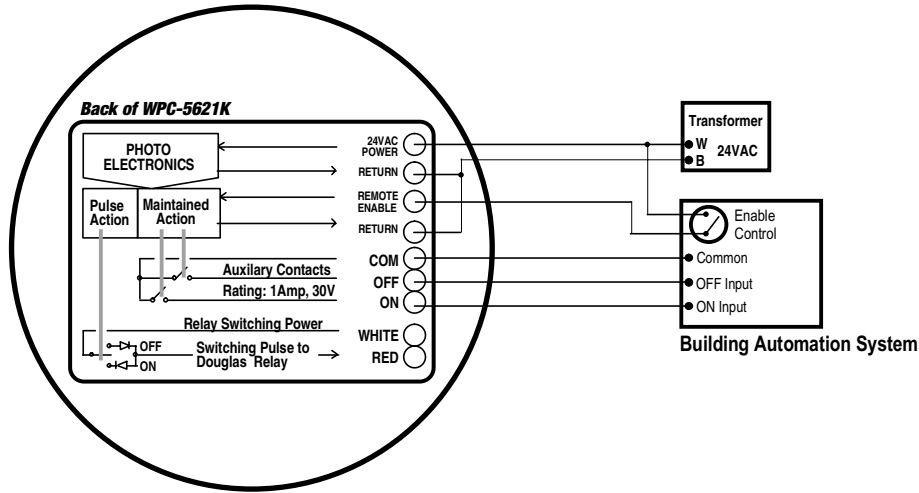 Back of WPC-5621K
PHOTO
ELECTRONICS
Pulse
Action
Maintained
Action
24VAC
POWER
RETURN
REMOTE
ENABLE
RETURN
COM
OFF
ON
WHITE
RED
Auxilary Contacts
Rating: 1Amp, 30V
Relay Switching Power
OFF
ON
Switching Pulse to
Douglas Relay
Transformer
W
24VAC
B
Enable
Control
Common
OFF Input
ON Input
Building Automation System